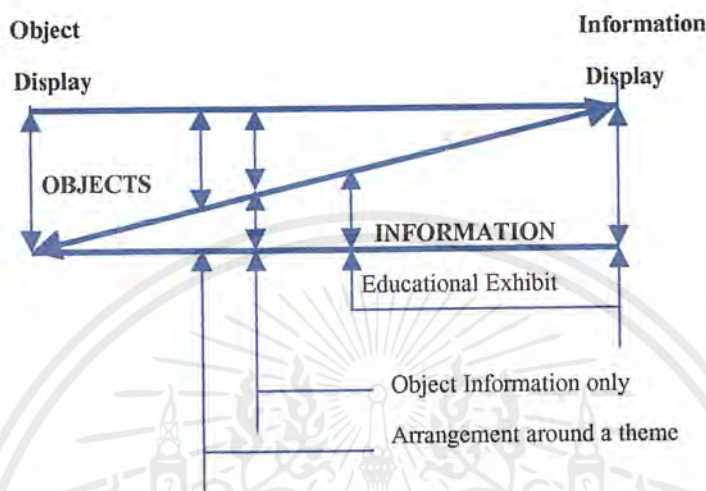 Object
Display
Information
Display
OBJECTS
INFORMATION
Educational Exhibit
Object Information only
Arrangement around a theme